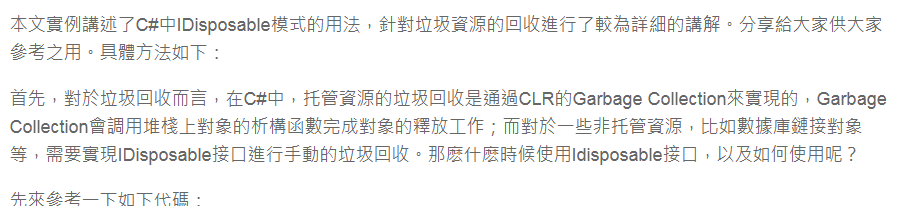 本文實例講述了C#中IDisposable模式的用法，針對垃圾資源的回收進行了較為詳細的講解。分享給大家供大家
參考之用。具體方法如下：
首先，對於垃圾回收而言，在C#中，托管資源的垃圾回收是通過CLR的Garbage Collection來實現的，Garbage
Collection會調用堆棧上對象的析構函數完成對象的釋放工作；而對於一些非托管資源，比如數據庫鏈接對象
等，需要實現IDisposable接口進行手動的垃圾回收。那麼什麼時候使用Idisposable接口，以及如何使用呢？
先來參考一下如下代碼：